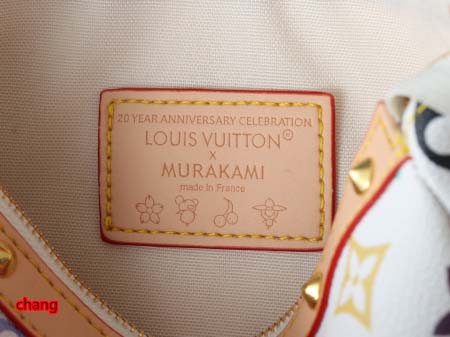 20 YEAR ANNIVERSARY CELEBRATION
LOUIS VUITTON®
x
MURAKAMI
made in France
chang